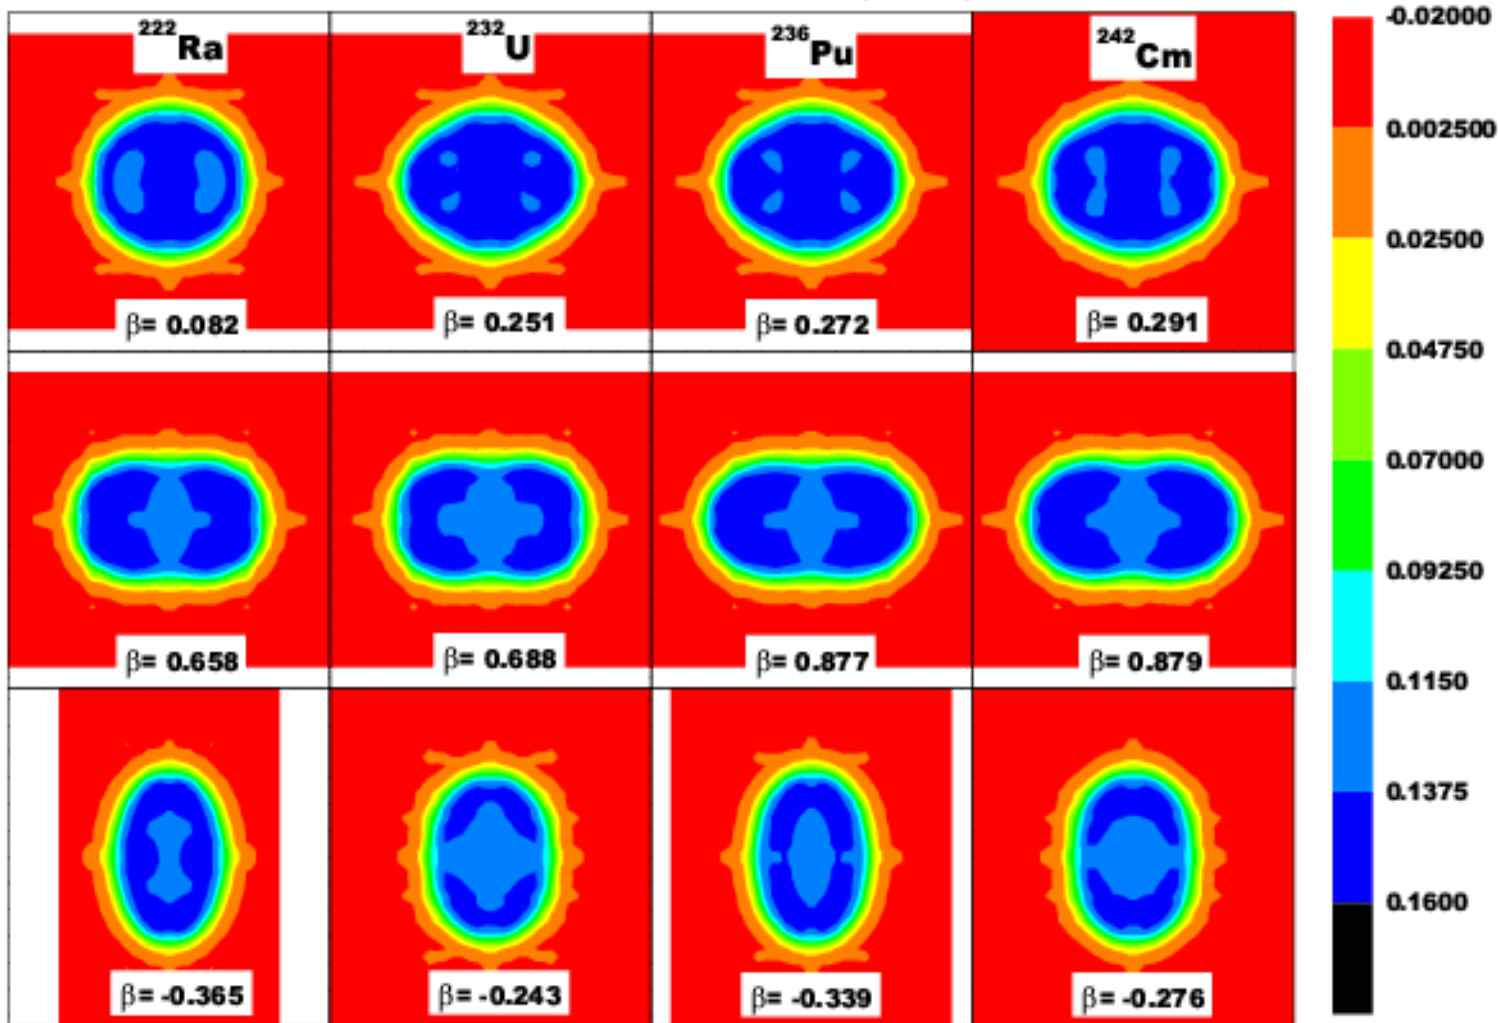 ²²²Ra
²³²U
²³⁶Pu
²⁴²Cm
β= 0.082
β= 0.251
β= 0.272
β= 0.291
β= 0.658
β= 0.688
β= 0.877
β= 0.879
β= -0.365
β= -0.243
β= -0.339
β= -0.276
-0.02000
0.002500
0.02500
0.04750
0.07000
0.09250
0.1150
0.1375
0.1600